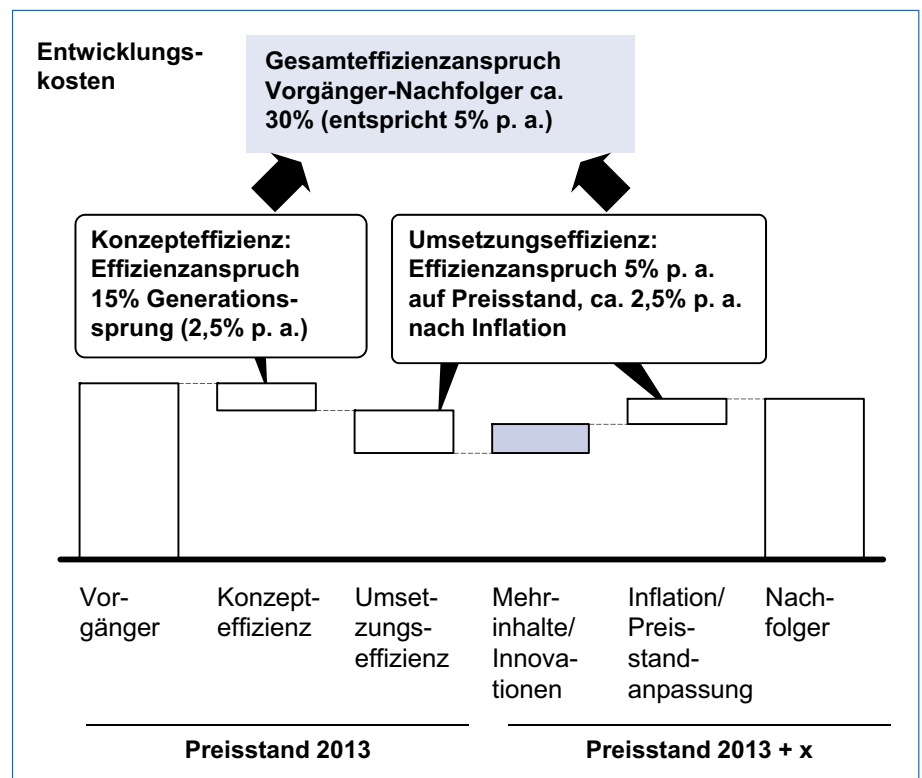 Entwicklungs-
kosten
Gesamteffizienzanspruch
Vorgänger-Nachfolger ca.
30% (entspricht 5% p. a.)
Konzepteffizienz:
Effizienzanspruch
15% Generations-
sprung (2,5% p. a.)
Umsetzungseffizienz:
Effizienzanspruch 5% p. a.
auf Preisstand, ca. 2,5% p. a.
nach Inflation
Vor-
gänger
Konzept-
effizienz
Umset-
zungs-
effizienz
Mehr-
inhalte/
Innova-
tionen
Inflation/
Preis-
stand-
anpassung
Nach-
folger
Preisstand 2013
Preisstand 2013 + x